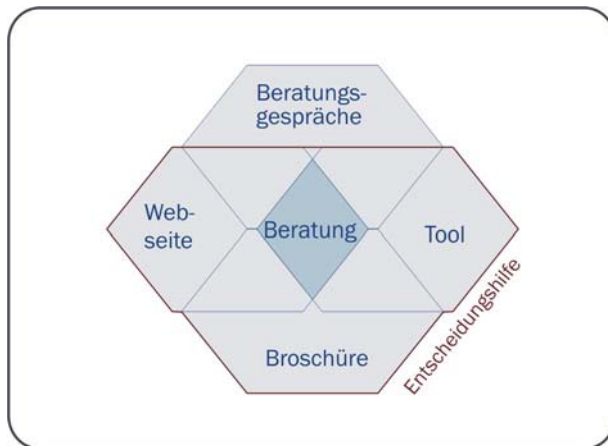 Beratungs-
gespräche
Web-
seite
Beratung
Tool
Broschüre
Entscheidungshilfe